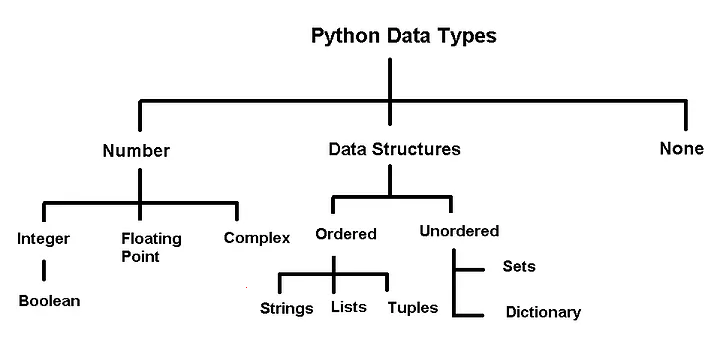 Python Data Types
Number
Data Structures
None
Integer
Floating
Point
Complex
Ordered
Unordered
Boolean
Strings
Lists
Tuples
Sets
Dictionary